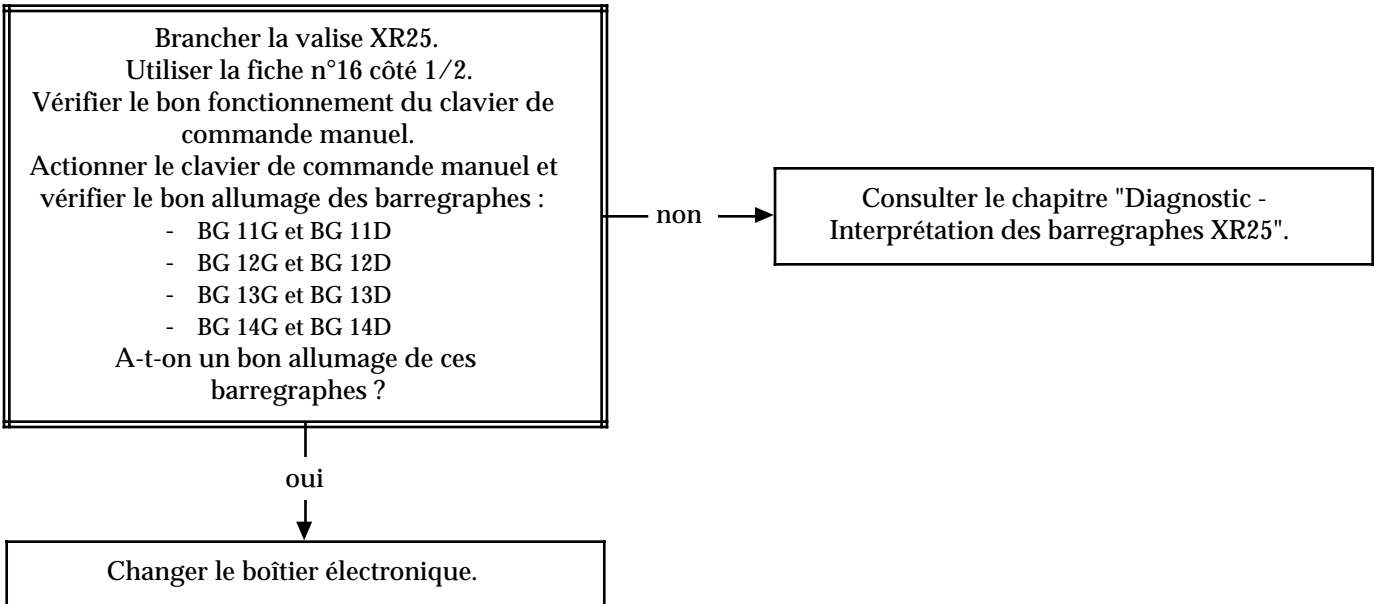 Brancher la valise XR25.
Utiliser la fiche n°16 côté 1/2.
Vérifier le bon fonctionnement du clavier de
commande manuel.
Actionner le clavier de commande manuel et
vérifier le bon allumage des barregraphes :
- BG 11G et BG 11D
- BG 12G et BG 12D
- BG 13G et BG 13D
- BG 14G et BG 14D
A-t-on un bon allumage de ces
barregraphes ?
non
Consulter le chapitre "Diagnostic -
Interprétation des barregraphes XR25".
oui
Changer le boîtier électronique.